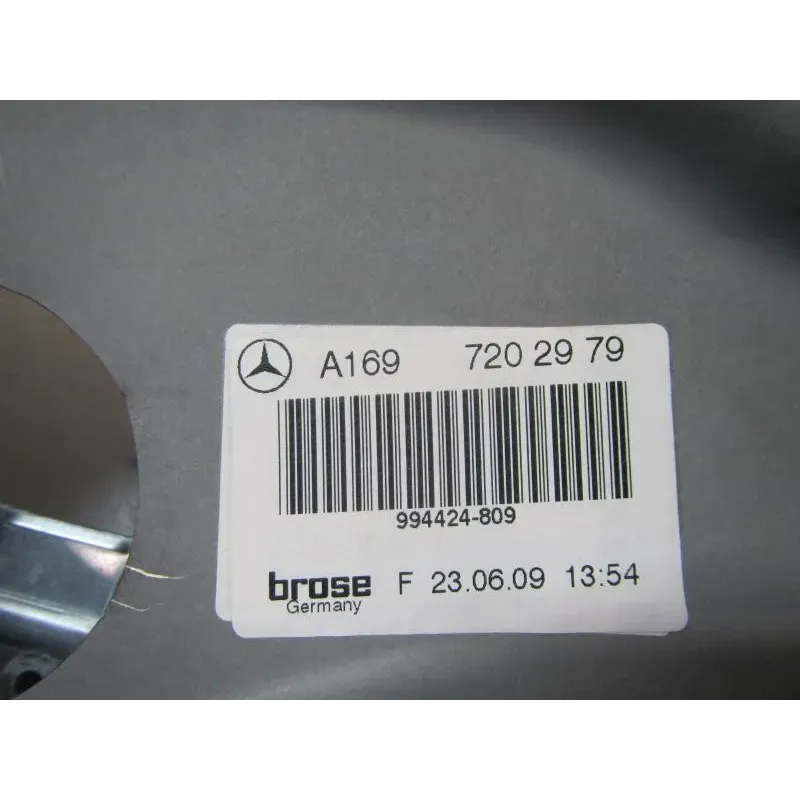 A169 720 29 79
994424-809
brose F 23.06.09 13:54
Germany